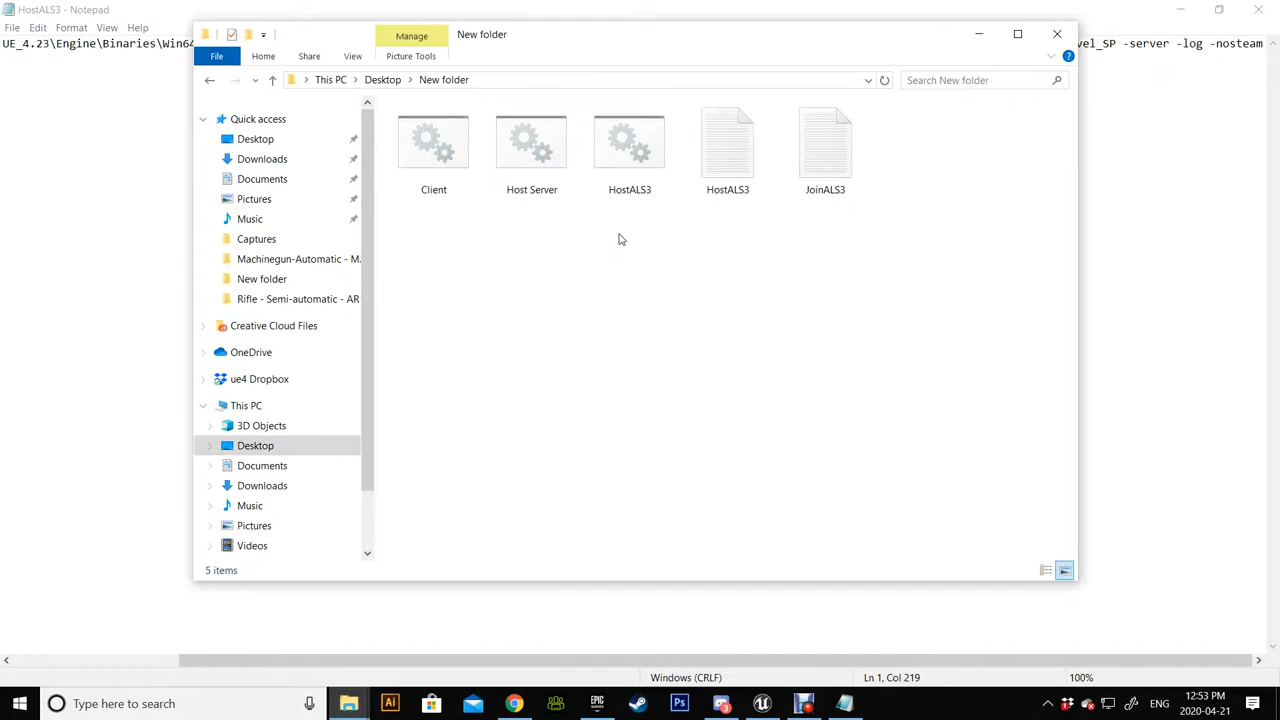 HostALS3 - Notepad
File Edit Format View Help
UE_4.23\Engine\Binaries\Win64
vel_SP -server -log -nosteam
Manage
New folder
File Home Share View Picture Tools
This PC Desktop New folder
Search New folder
Quick access
Desktop
Downloads
Documents
Pictures
Music
Captures
Machinegun-Automatic - M
New folder
Rifle - Semi-automatic - AR
Creative Cloud Files
OneDrive
ue4 Dropbox
This PC
3D Objects
Desktop
Documents
Downloads
Music
Pictures
Videos
Client
Host Server
HostALS3
HostALS3
JoinALS3
5 items
Windows (CRLF)
Ln 1, Col 219
100%
Type here to search
Ai
EPIC GAMES
Ps
ENG
12:53 PM
2020-04-21